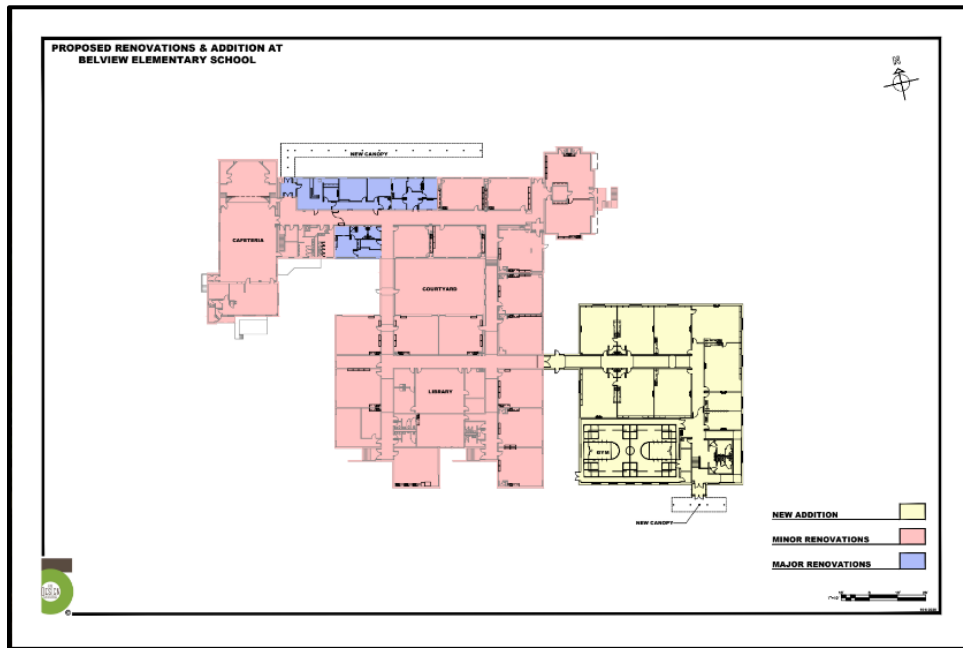 PROPOSED RENOVATIONS & ADDITION AT
BELVIEW ELEMENTARY SCHOOL
NEW CANOPY
CAFETERIA
COURTYARD
LIBRARY
GYM
NEW CANOPY
NEW ADDITION
MINOR RENOVATIONS
MAJOR RENOVATIONS
DESIGN